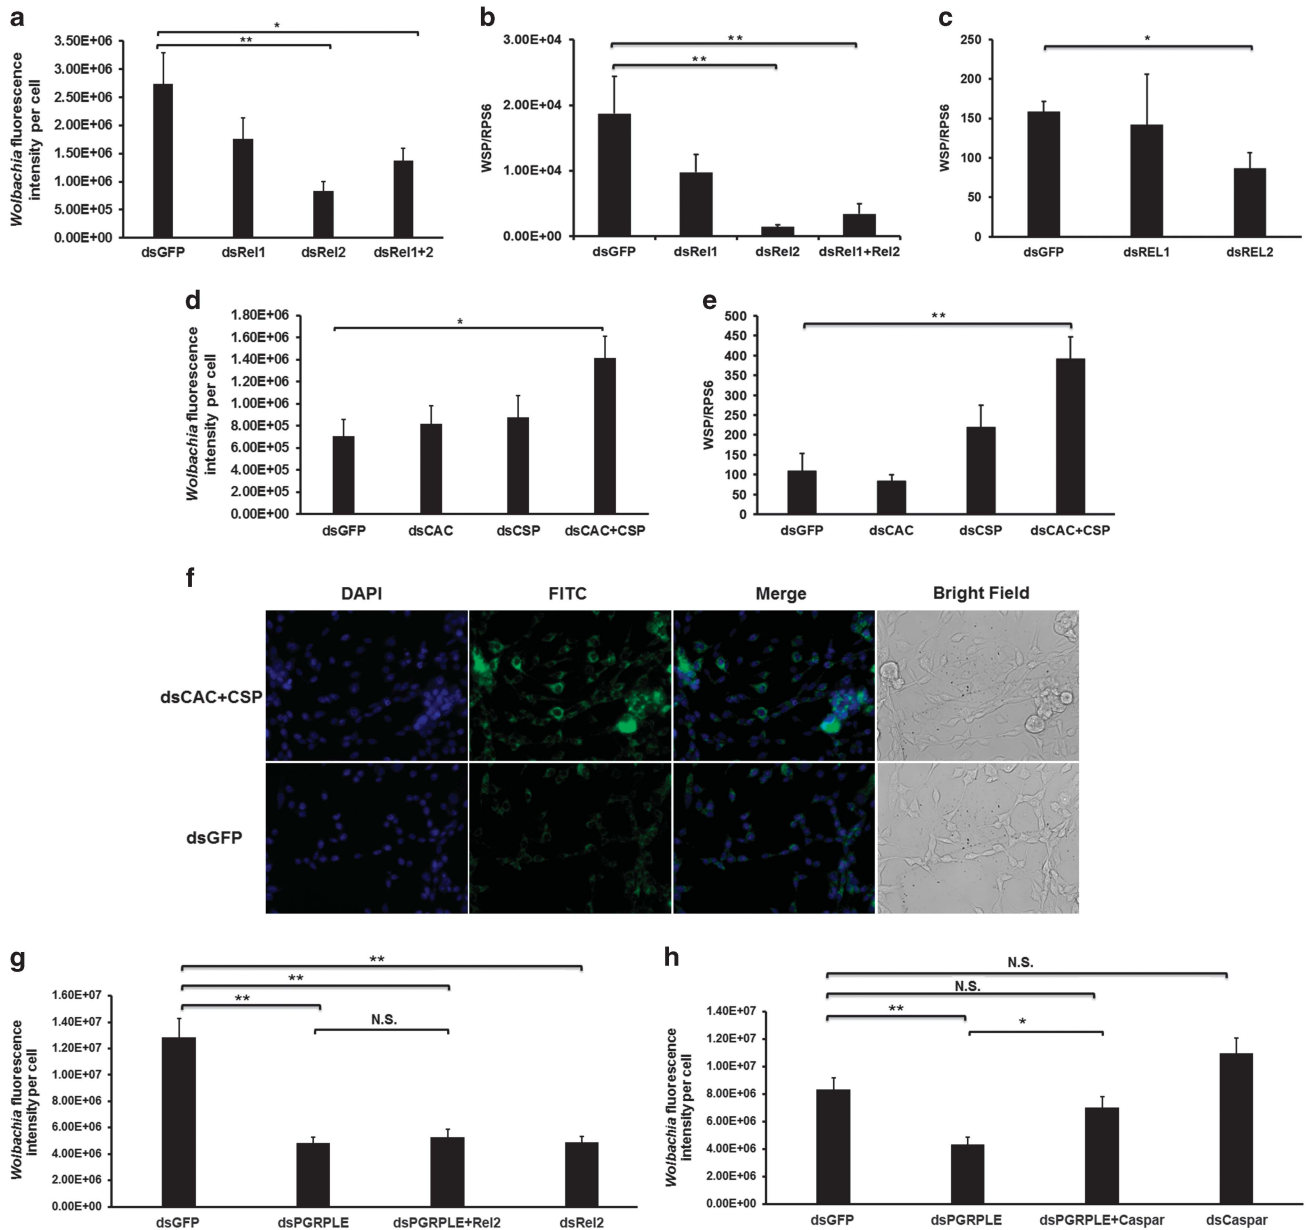 a
Wolbachia fluorescence
intensity per cell
3.50E+06
3.00E+06
2.50E+06
2.00E+06
1.50E+06
1.00E+06
5.00E+05
0.00E+00
*
**
dsGFP dsRel1 dsRel2 dsRel1+2
b
WSP/RPS6
3.00E+04
2.00E+04
1.00E+04
0.00E+00
**
**
dsGFP dsRel1 dsRel2 dsRel1+Rel2
c
WSP/RPS6
250
200
150
100
50
0
*
dsGFP dsREL1 dsREL2
d
Wolbachia fluorescence
intensity per cell
1.80E+06
1.60E+06
1.40E+06
1.20E+06
1.00E+06
8.00E+05
6.00E+05
4.00E+05
2.00E+05
0.00E+00
*
dsGFP dsCAC dsCSP dsCAC+CSP
e
WSP/RPS6
500
450
400
350
300
250
200
150
100
50
0
**
dsGFP dsCAC dsCSP dsCAC+CSP
f
DAPI FITC Merge Bright Field
dsCAC+CSP
dsGFP
g
Wolbachia fluorescence
intensity per cell
1.60E+07
1.40E+07
1.20E+07
1.00E+07
8.00E+06
6.00E+06
4.00E+06
2.00E+06
0.00E+00
**
**
**
N.S.
dsGFP dsPGRPLE dsPGRPLE+Rel2 dsRel2
h
Wolbachia fluorescence
intensity per cell
1.40E+07
1.20E+07
1.00E+07
8.00E+06
6.00E+06
4.00E+06
2.00E+06
0.00E+00
N.S.
N.S.
**
*
dsGFP dsPGRPLE dsPGRPLE+Caspar dsCaspar